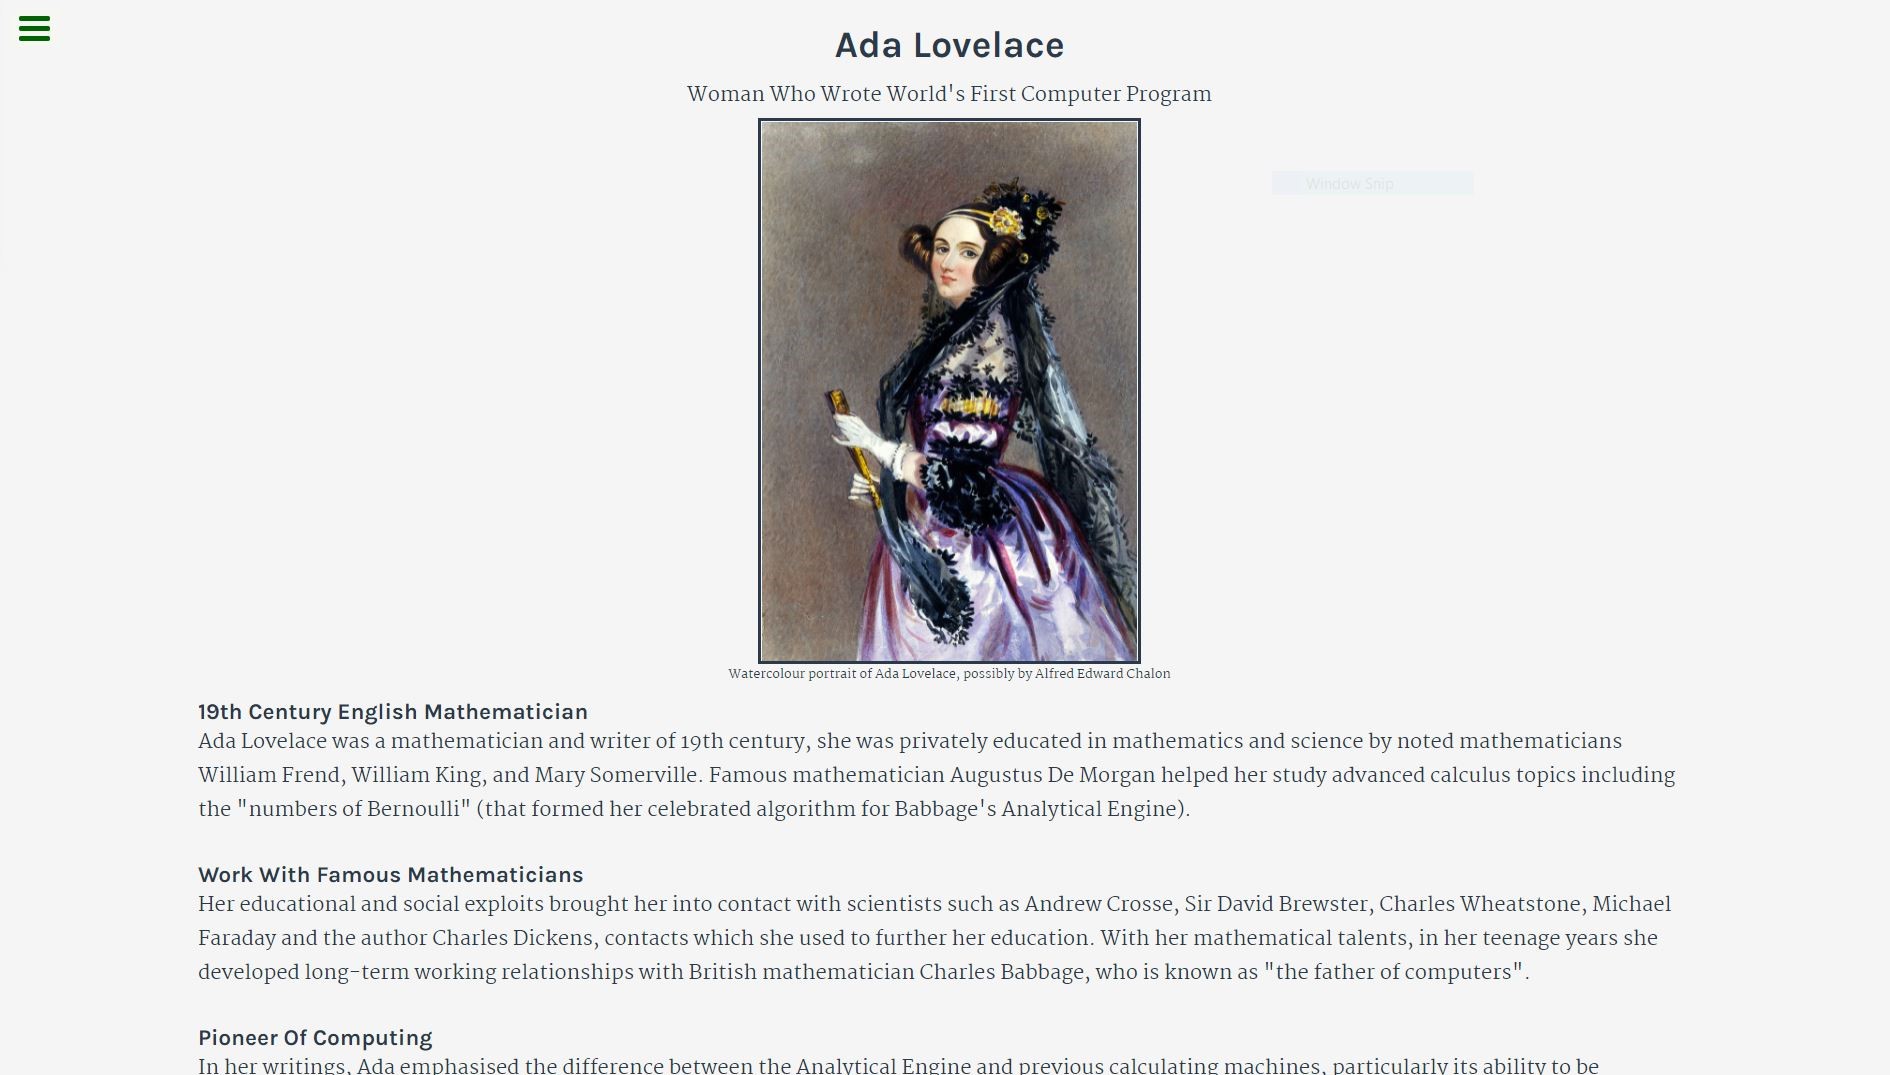 Ada Lovelace
Woman Who Wrote World's First Computer Program
Window Snip
Watercolour portrait of Ada Lovelace, possibly by Alfred Edward Chalon
19th Century English Mathematician
Ada Lovelace was a mathematician and writer of 19th century, she was privately educated in mathematics and science by noted mathematicians
William Frend, William King, and Mary Somerville. Famous mathematician Augustus De Morgan helped her study advanced calculus topics including
the "numbers of Bernoulli" (that formed her celebrated algorithm for Babbage's Analytical Engine).
Work With Famous Mathematicians
Her educational and social exploits brought her into contact with scientists such as Andrew Crosse, Sir David Brewster, Charles Wheatstone, Michael
Faraday and the author Charles Dickens, contacts which she used to further her education. With her mathematical talents, in her teenage years she
developed long-term working relationships with British mathematician Charles Babbage, who is known as "the father of computers".
Pioneer Of Computing
In her writings, Ada emphasised the difference between the Analytical Engine and previous calculating machines, particularly its ability to be